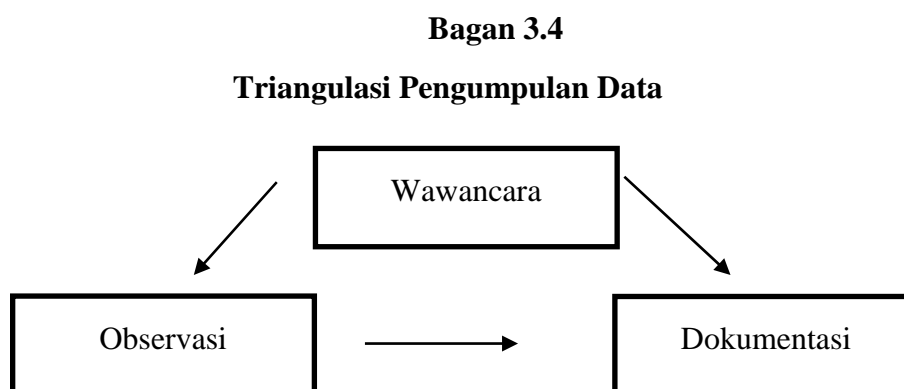 Bagan 3.4
Triangulasi Pengumpulan Data
Wawancara
Observasi
Dokumentasi